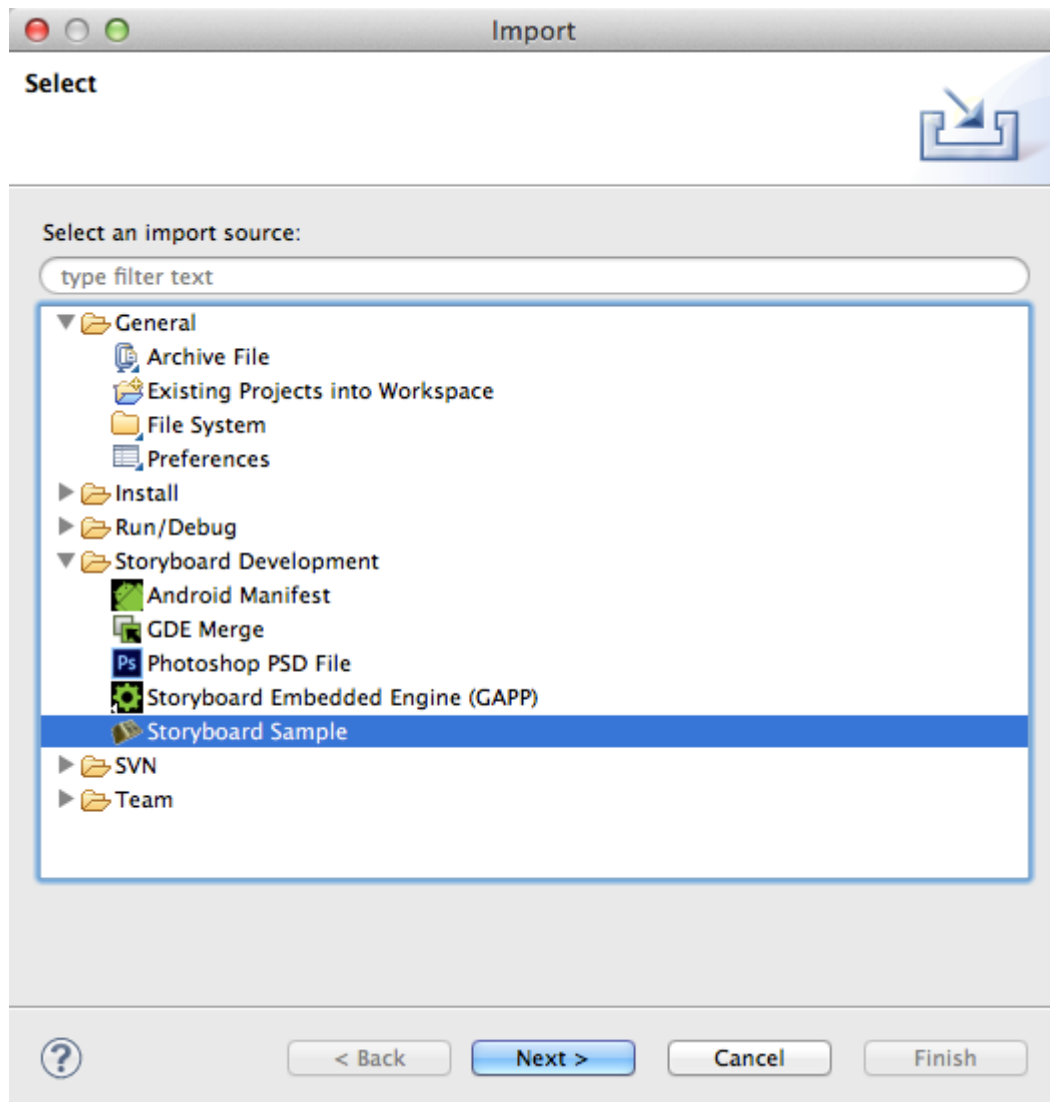 Import
Select
Select an import source:
type filter text
General
Archive File
Existing Projects into Workspace
File System
Preferences
Install
Run/Debug
Storyboard Development
Android Manifest
GDE Merge
Ps Photoshop PSD File
Storyboard Embedded Engine (GAPP)
Storyboard Sample
SVN
Team
? < Back Next > Cancel Finish